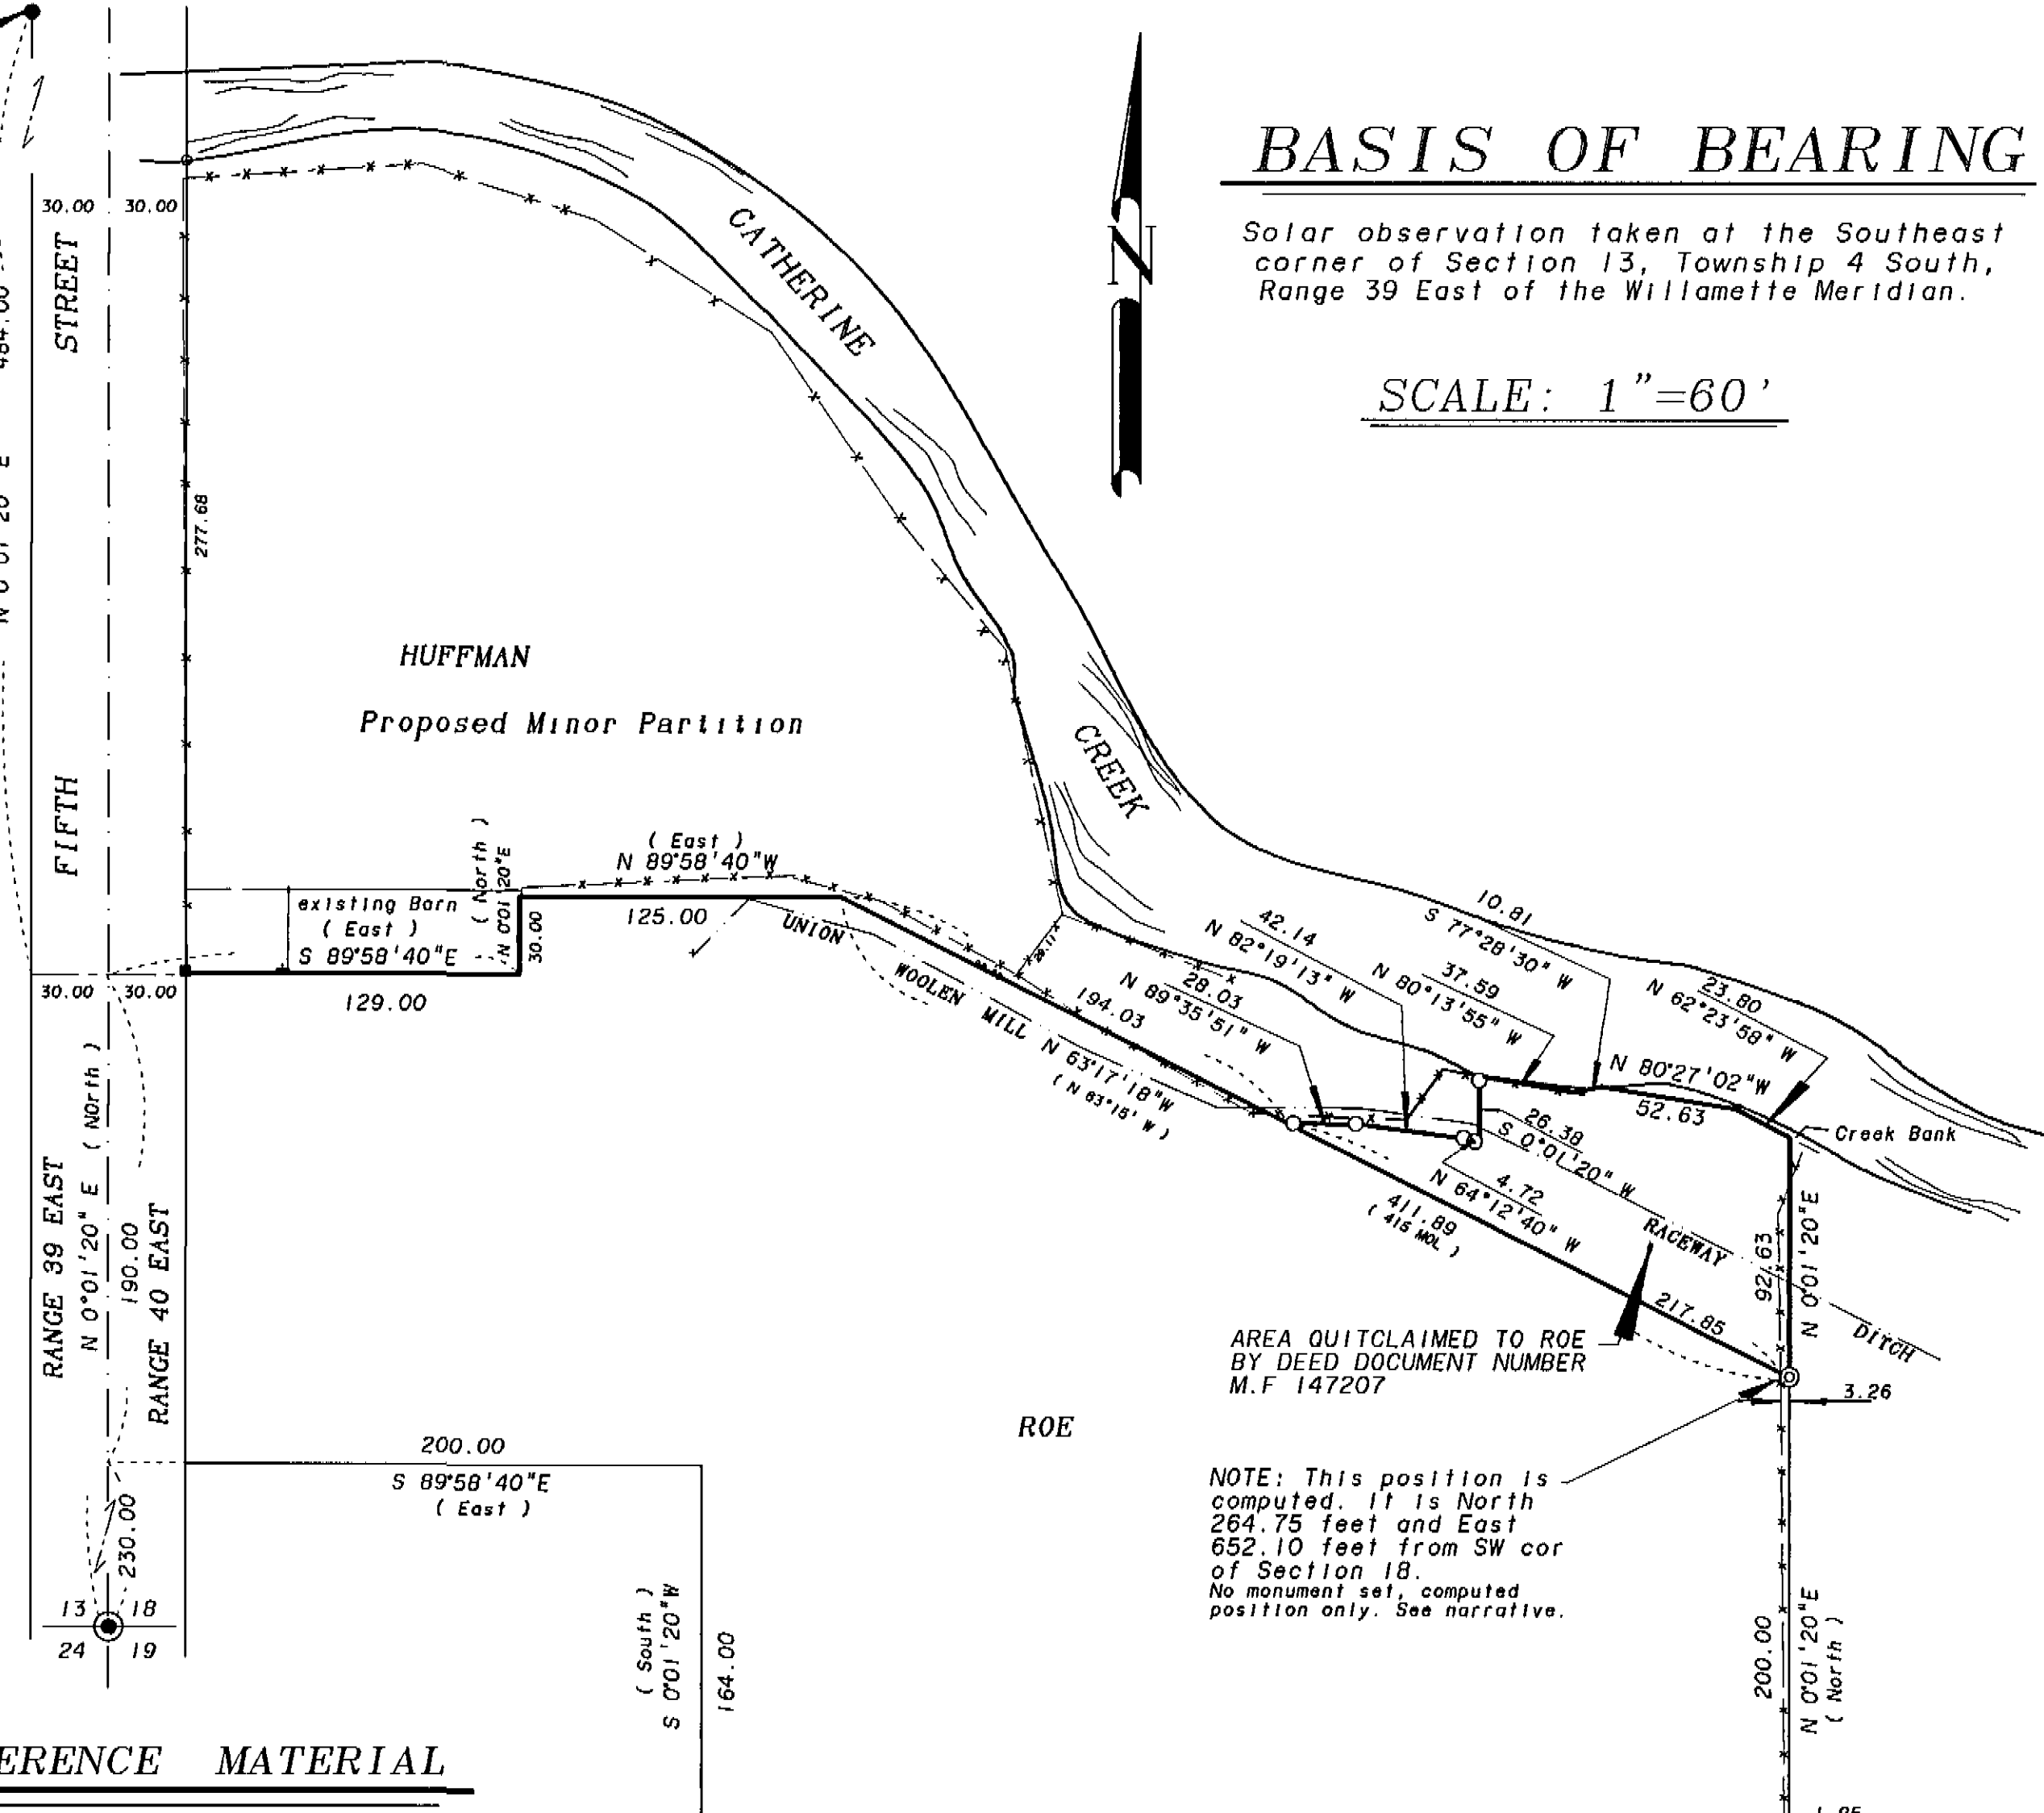 BASIS OF BEARING
Solar observation taken at the Southeast
corner of Section 13, Township 4 South,
Range 39 East of the Willamette Meridian.
SCALE: 1"=60'
N
30.00 30.00
STREET
FIFTH
484.00
N 0°01'20" E
277.68
CATHERINE
CREEK
HUFFMAN
Proposed Minor Partition
( East )
N 89°58'40"W
125.00
( North )
N 0°01'20"E
30.00
existing Barn
( East )
S 89°58'40"E
129.00
30.00 30.00
UNION
WOOLEN
MILL
RACEWAY
DITCH
194.03
N 63°17'18"W
( N 63°15' W )
28.03
N 89°35'51" W
42.14
N 82°19'13" W
37.59
N 80°13'55" W
10.81
S 77°28'30" W
23.80
N 62°23'58" W
N 80°27'02"W
52.63
Creek Bank
26.38
S 0°01'20" W
4.72
N 64°12'40" W
411.89
( 415 MOL )
217.85
92.63
N 0°01'20"E
3.26
AREA QUITCLAIMED TO ROE
BY DEED DOCUMENT NUMBER
M.F 147207
ROE
NOTE: This position is
computed. It is North
264.75 feet and East
652.10 feet from SW cor
of Section 18.
No monument set, computed
position only. See narrative.
RANGE 39 EAST
N 0°01'20" E ( North )
190.00
RANGE 40 EAST
200.00
S 89°58'40"E
( East )
230.00
13 18
24 19
( South )
S 0°01'20"W
164.00
200.00
N 0°01'20"E
( North )
ERENCE MATERIAL